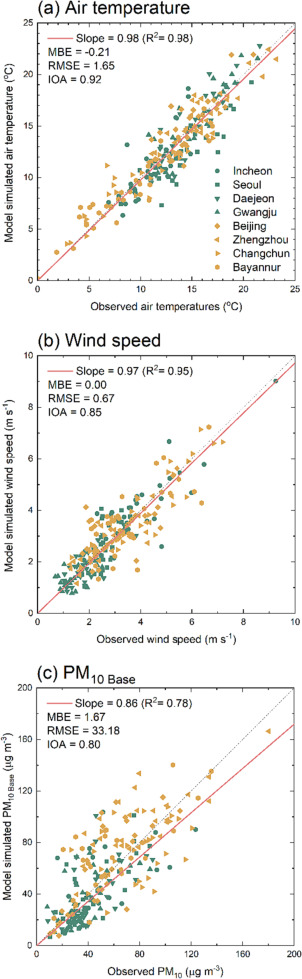 (a) Air temperature
Slope = 0.98 (R² = 0.98)
MBE = -0.21
RMSE = 1.65
IOA = 0.92
Incheon
Seoul
Daejeon
Gwangju
Beijing
Zhengzhou
Changchun
Bayannur
25
20
15
10
5
0
Model simulated air temperature (°C)
0 5 10 15 20 25
Observed air temperatures (°C)
(b) Wind speed
Slope = 0.97 (R² = 0.95)
MBE = 0.00
RMSE = 0.67
IOA = 0.85
10
8
6
4
2
0
Model simulated wind speed (m s⁻¹)
0 2 4 6 8 10
Observed wind speed (m s⁻¹)
(c) PM₁₀ Base
Slope = 0.86 (R² = 0.78)
MBE = 1.67
RMSE = 33.18
IOA = 0.80
200
160
120
80
40
0
Model simulated PM₁₀ Base (μg m⁻³)
0 40 80 120 160 200
Observed PM₁₀ (μg m⁻³)